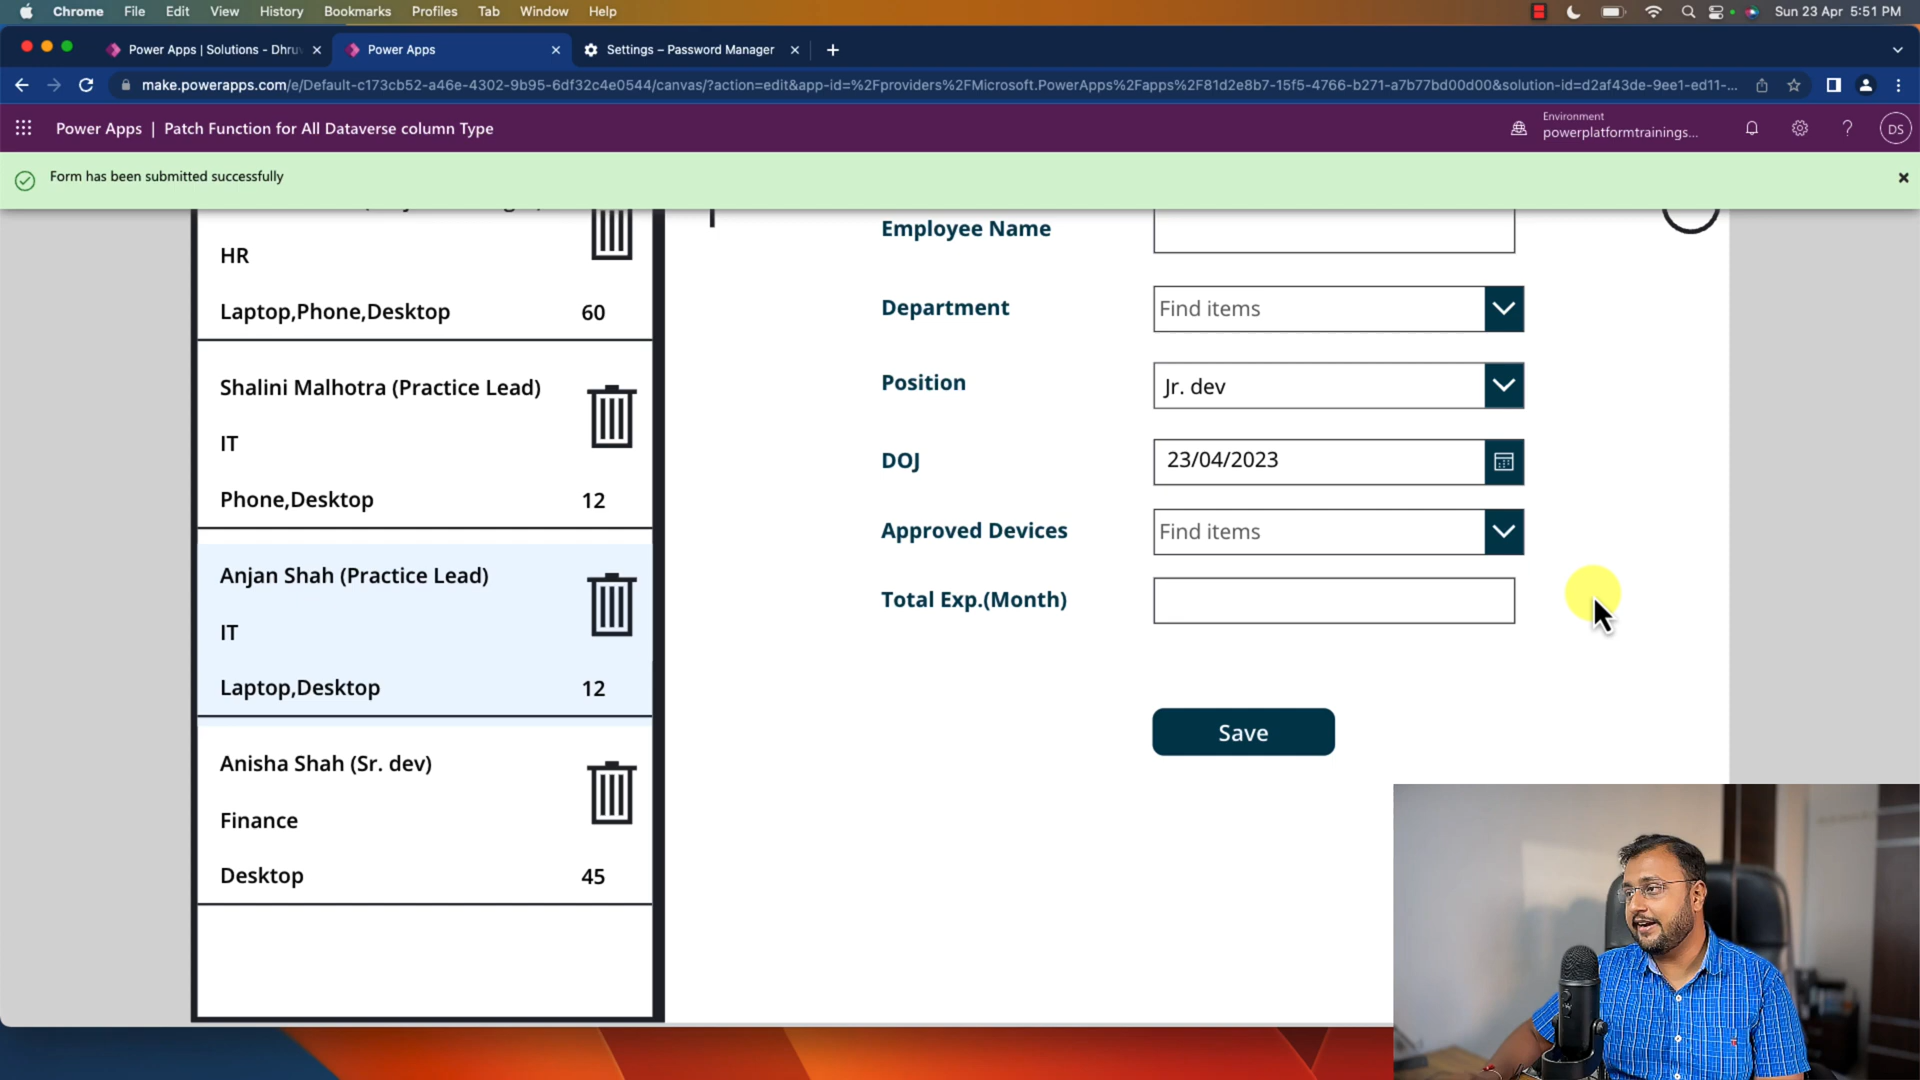 Chrome File Edit View History Bookmarks Profiles Tab Window Help Sun 23 Apr 5:51 PM
Power Apps | Solutions - Dhru Power Apps Settings – Password Manager
make.powerapps.com/e/Default-c173cb52-a46e-4302-9b95-6df32c4e0544/canvas/?action=edit&app-id=%2Fproviders%2FMicrosoft.PowerApps%2Fapps%2F81d2e8b7-15f5-4766-b271-a7b77bd00d00&solution-id=d2af43de-9ee1-ed11-...
Power Apps | Patch Function for All Dataverse column Type
Environment
powerplatformtrainings...
DS
Form has been submitted successfully
HR
Laptop,Phone,Desktop 60
Shalini Malhotra (Practice Lead)
IT
Phone,Desktop 12
Anjan Shah (Practice Lead)
IT
Laptop,Desktop 12
Anisha Shah (Sr. dev)
Finance
Desktop 45
Employee Name
Department Find items
Position Jr. dev
DOJ 23/04/2023
Approved Devices Find items
Total Exp.(Month)
Save